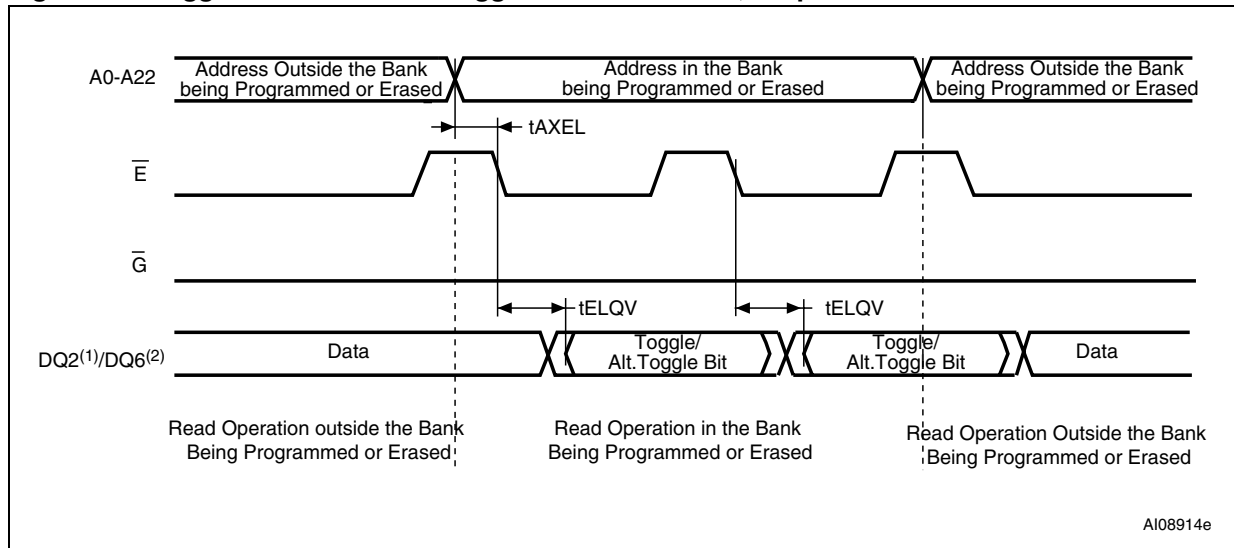 A0-A22
Address Outside the Bank
being Programmed or Erased
Address in the Bank
being Programmed or Erased
Address Outside the Bank
being Programmed or Erased
tAXEL
E
G
tELQV
tELQV
DQ2(1)/DQ6(2)
Data
Toggle/
Alt.Toggle Bit
Toggle/
Alt.Toggle Bit
Data
Read Operation outside the Bank
Being Programmed or Erased
Read Operation in the Bank
Being Programmed or Erased
Read Operation Outside the Bank
Being Programmed or Erased
AI08914e